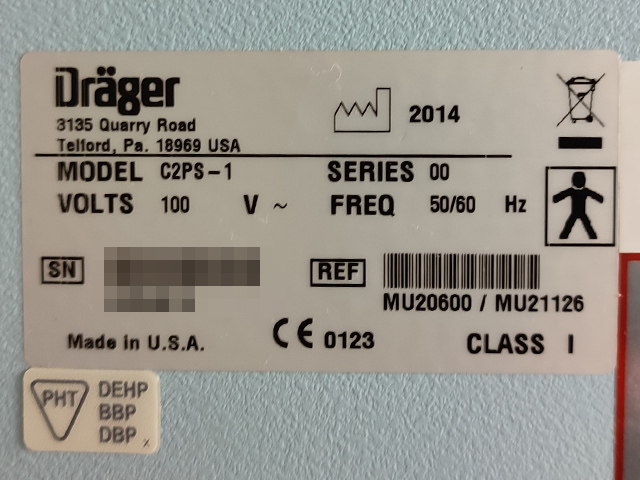 Dräger
3135 Quarry Road
Telford, Pa. 18969 USA
2014
MODEL C2PS-1 SERIES 00
VOLTS 100 V ~ FREQ 50/60 Hz
SN
REF
MU20600 / MU21126
Made in U.S.A. CE 0123 CLASS I
PHT
DEHP
BBP
DBP x